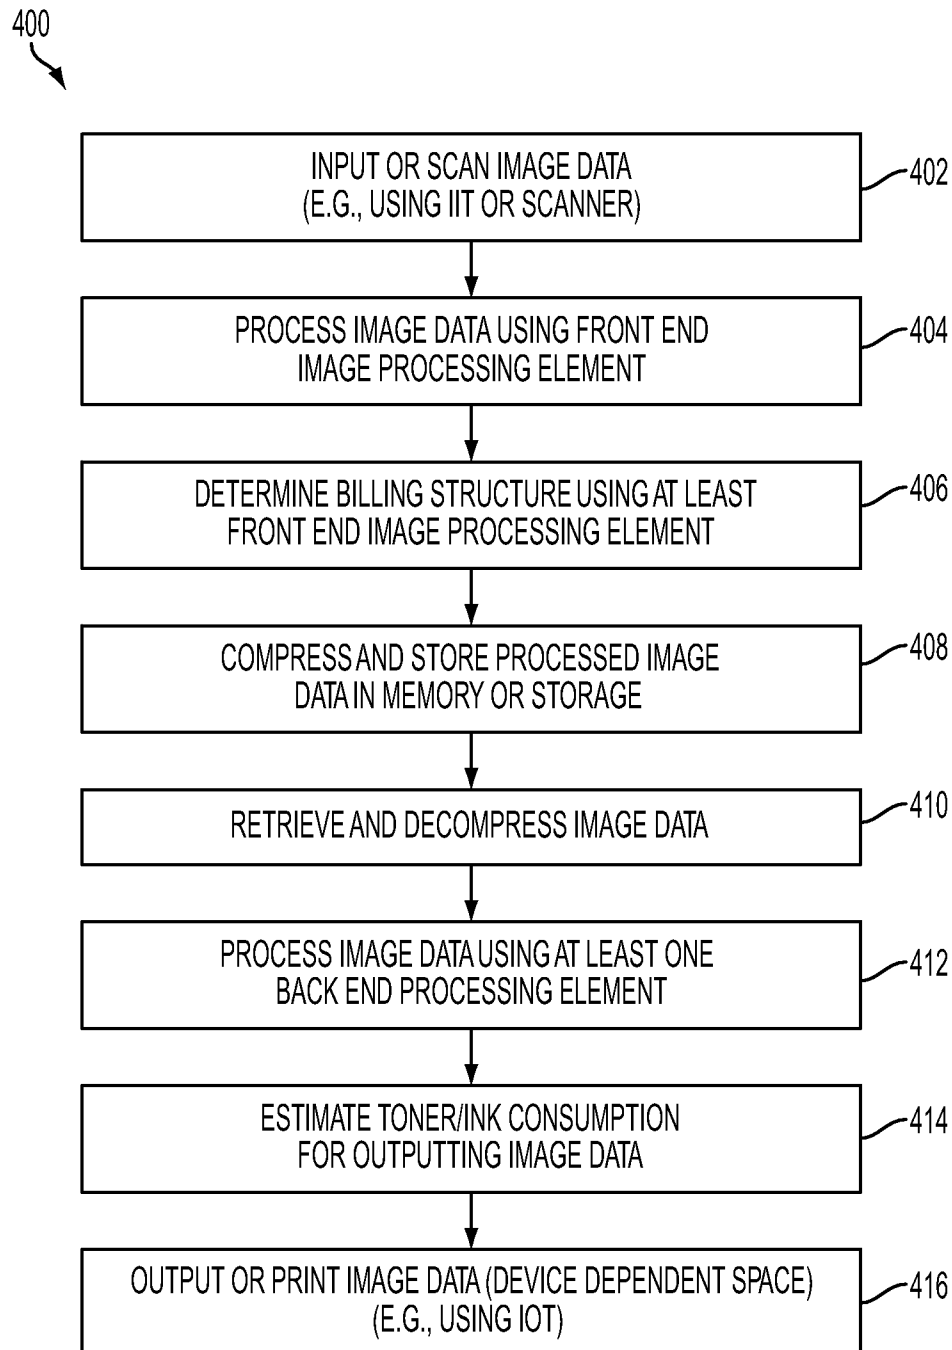 400
INPUT OR SCAN IMAGE DATA
(E.G., USING IIT OR SCANNER)
402
PROCESS IMAGE DATA USING FRONT END
IMAGE PROCESSING ELEMENT
404
DETERMINE BILLING STRUCTURE USING AT LEAST
FRONT END IMAGE PROCESSING ELEMENT
406
COMPRESS AND STORE PROCESSED IMAGE
DATA IN MEMORY OR STORAGE
408
RETRIEVE AND DECOMPRESS IMAGE DATA
410
PROCESS IMAGE DATA USING AT LEAST ONE
BACK END PROCESSING ELEMENT
412
ESTIMATE TONER/INK CONSUMPTION
FOR OUTPUTTING IMAGE DATA
414
OUTPUT OR PRINT IMAGE DATA (DEVICE DEPENDENT SPACE)
(E.G., USING IOT)
416